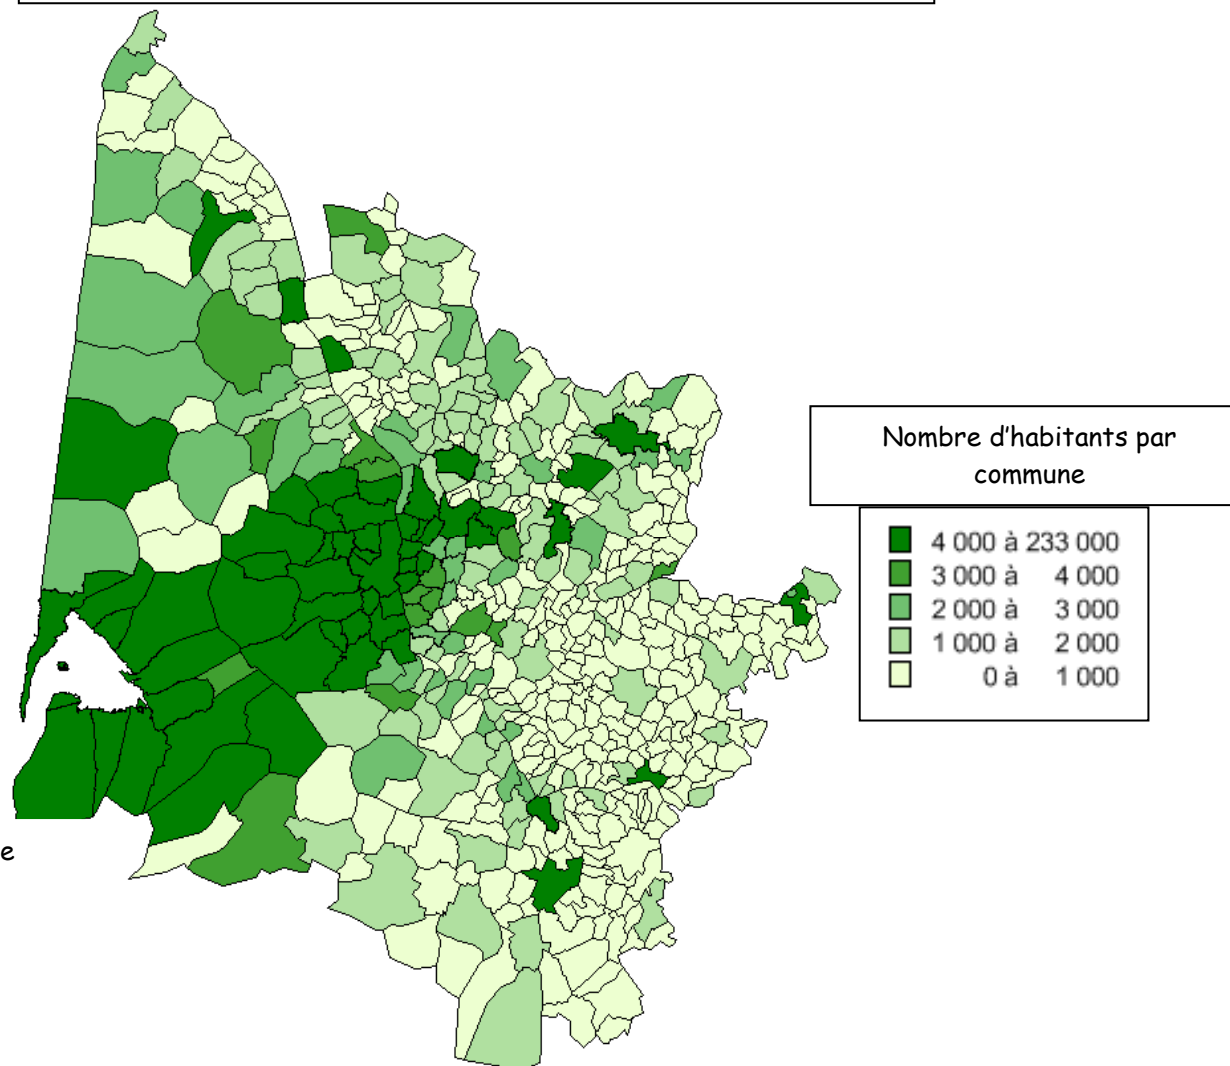 Nombre d'habitants par
commune
4 000 à 233 000
3 000 à 4 000
2 000 à 3 000
1 000 à 2 000
0 à 1 000
e